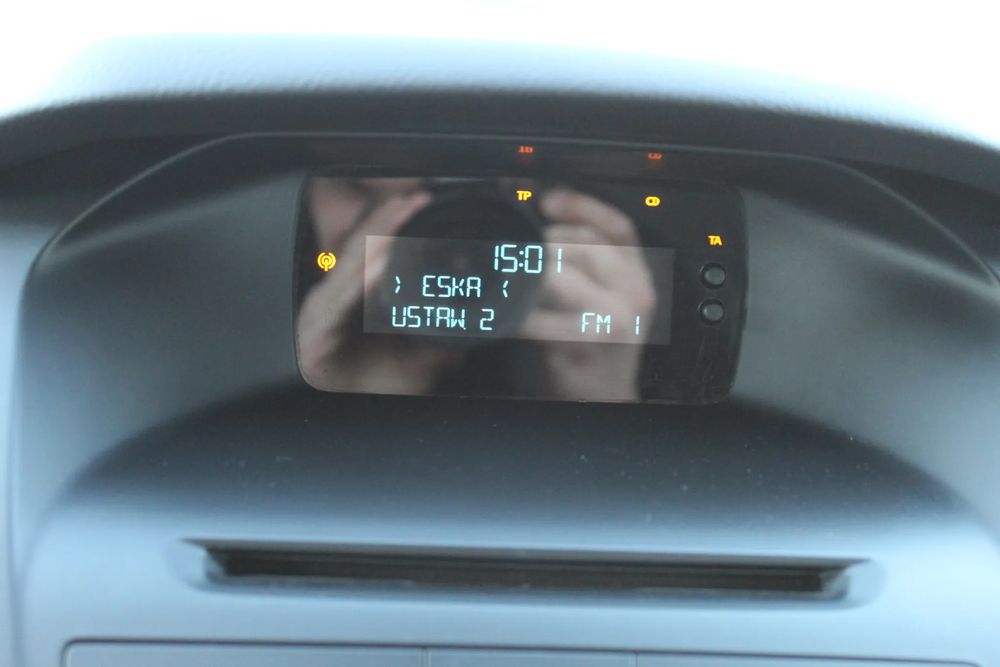 TP
TA
15:01
> ESKA <
USTAW. 2 FM 1